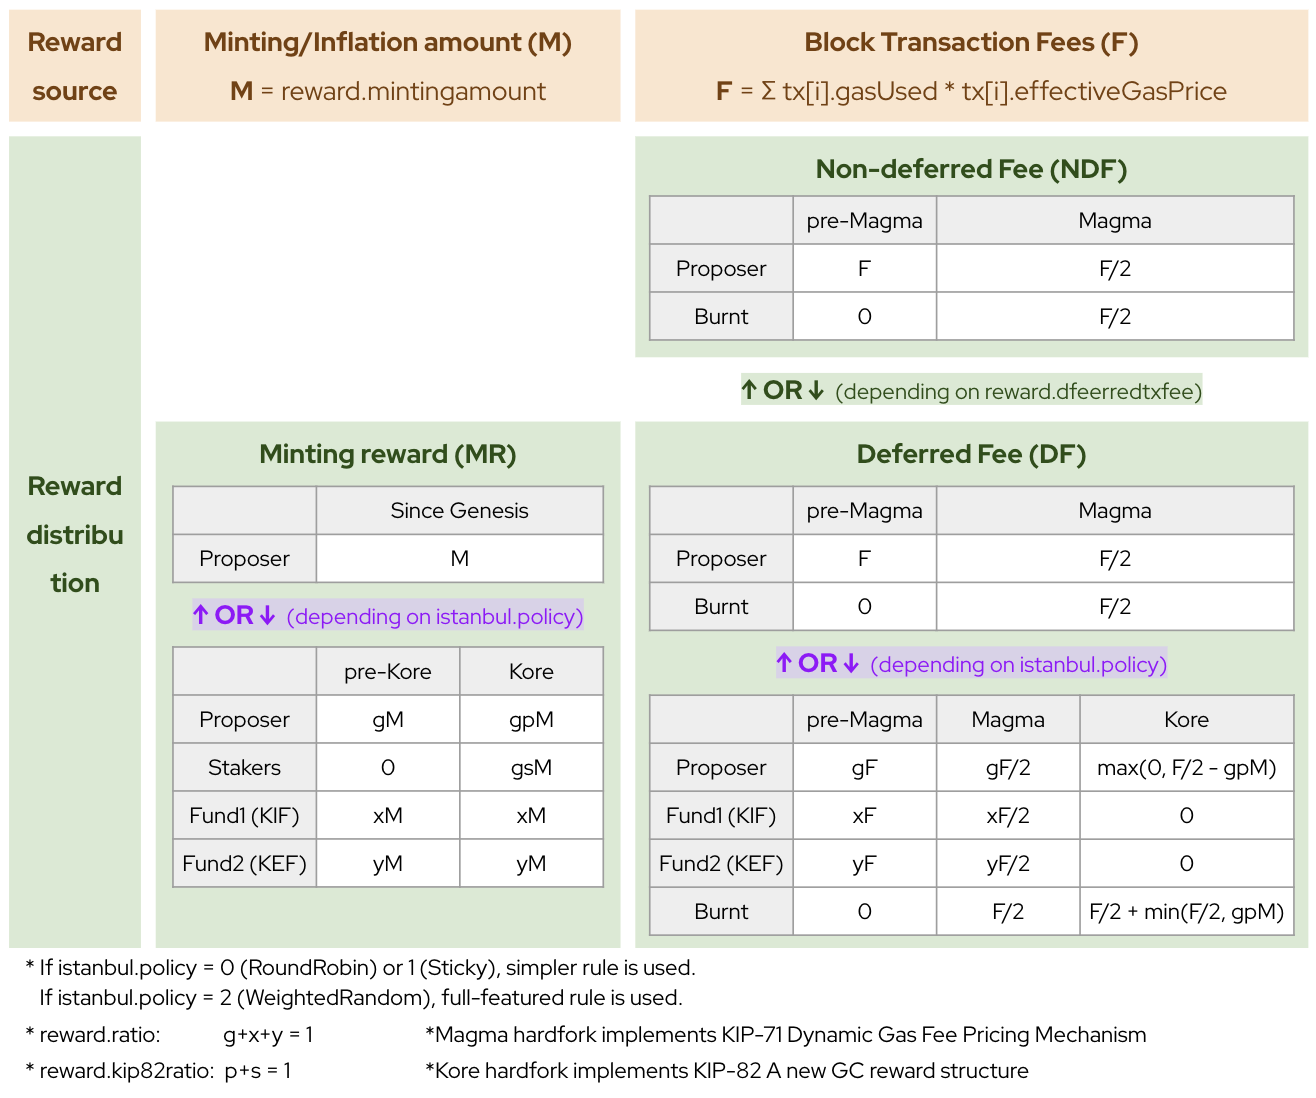 Reward
source
Minting/Inflation amount (M)
M = reward.mintingamount
Block Transaction Fees (F)
F = Σ tx[i].gasUsed * tx[i].effectiveGasPrice
Reward
distribu
tion
Non-deferred Fee (NDF)
pre-Magma Magma
Proposer F F/2
Burnt 0 F/2
↑ OR ↓ (depending on reward.dfeerredtxfee)
Minting reward (MR)
Since Genesis
Proposer M
↑ OR ↓ (depending on istanbul.policy)
pre-Kore Kore
Proposer gM gpM
Stakers 0 gsM
Fund1 (KIF) xM xM
Fund2 (KEF) yM yM
Deferred Fee (DF)
pre-Magma Magma
Proposer F F/2
Burnt 0 F/2
↑ OR ↓ (depending on istanbul.policy)
pre-Magma Magma Kore
Proposer gF gF/2 max(0, F/2 - gpM)
Fund1 (KIF) xF xF/2 0
Fund2 (KEF) yF yF/2 0
Burnt 0 F/2 F/2 + min(F/2, gpM)
* If istanbul.policy = 0 (RoundRobin) or 1 (Sticky), simpler rule is used.
If istanbul.policy = 2 (WeightedRandom), full-featured rule is used.
* reward.ratio: g+x+y = 1 *Magma hardfork implements KIP-71 Dynamic Gas Fee Pricing Mechanism
* reward.kip82ratio: p+s = 1 *Kore hardfork implements KIP-82 A new GC reward structure